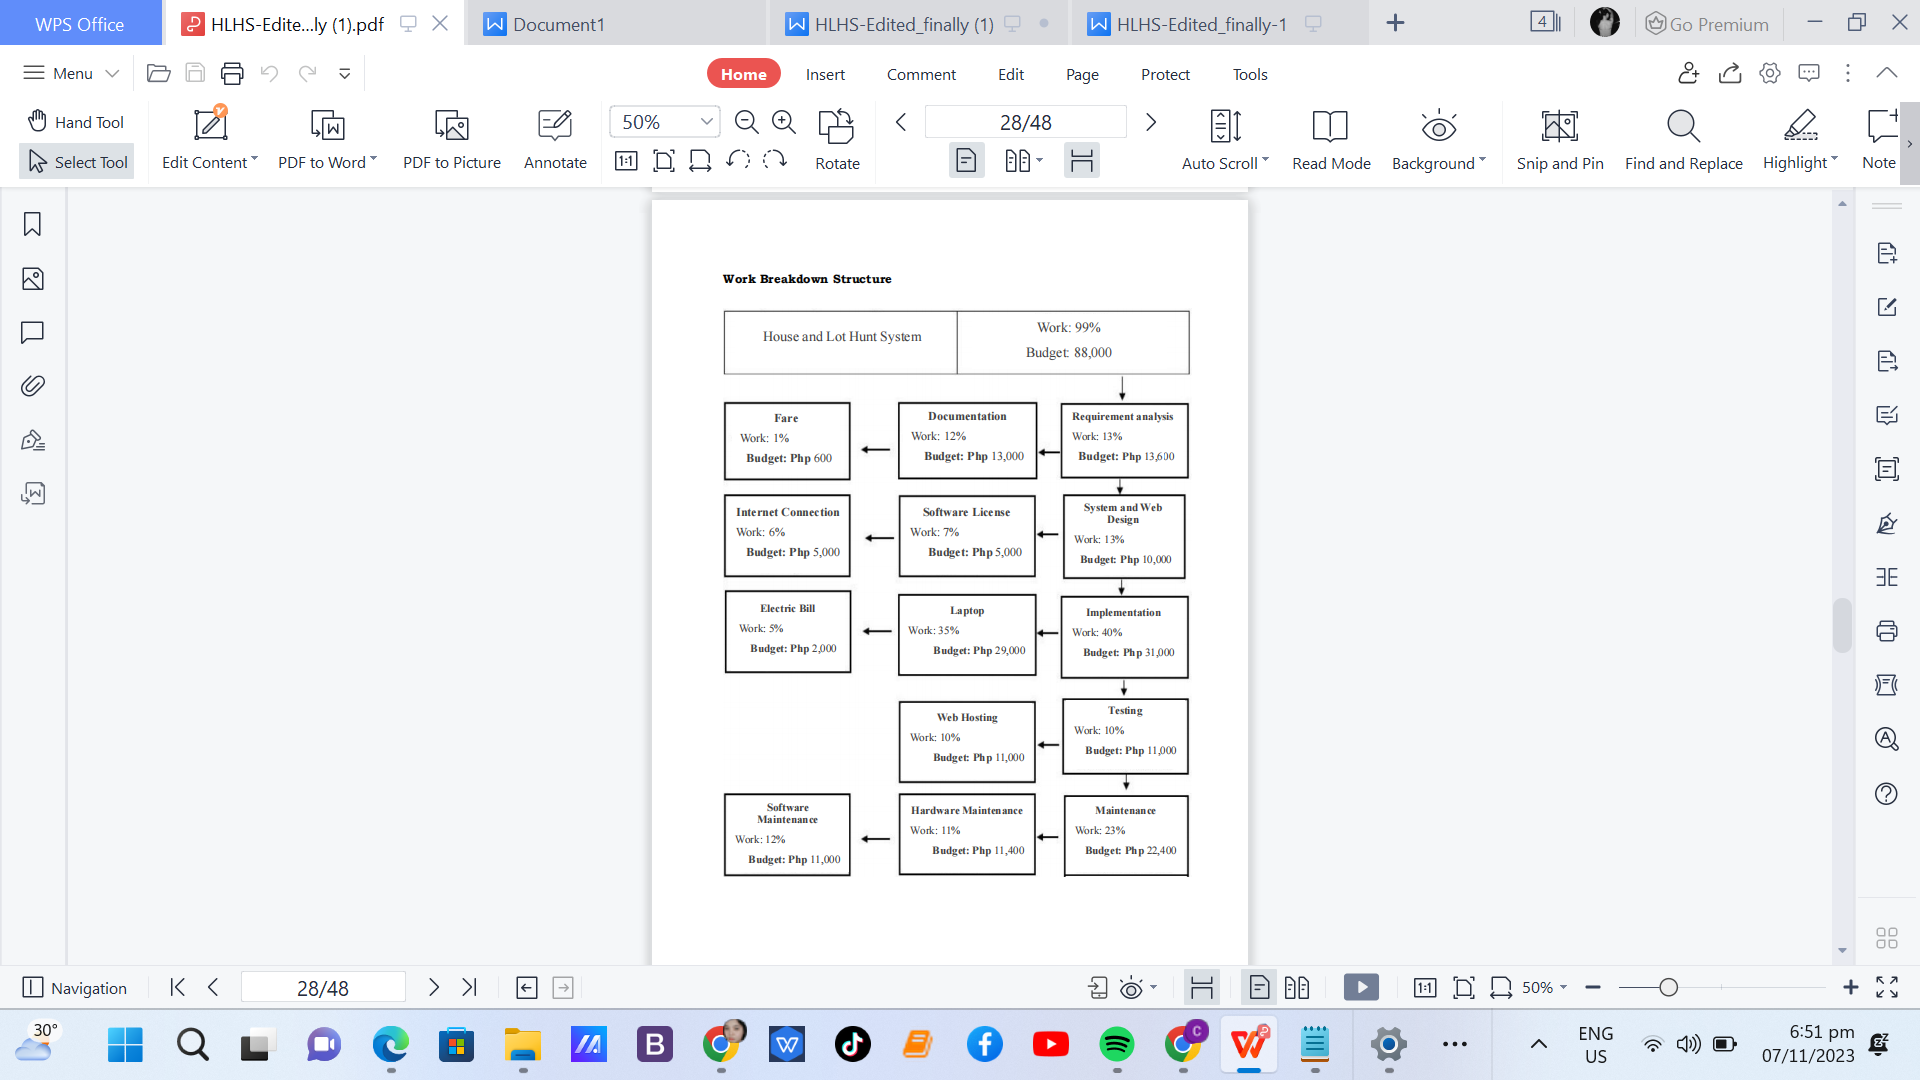 WPS Office
HLHS-Edite...ly (1).pdf
Document1
HLHS-Edited_finally (1)
HLHS-Edited_finally-1
4
Go Premium
Menu
Home
Insert
Comment
Edit
Page
Protect
Tools
Hand Tool
Select Tool
Edit Content
PDF to Word
PDF to Picture
Annotate
50%
1:1
Rotate
28/48
Auto Scroll
Read Mode
Background
Snip and Pin
Find and Replace
Highlight
Note
Work Breakdown Structure
House and Lot Hunt System
Work: 99%
Budget: 88,000
Fare
Work: 1%
Budget: Php 600
Documentation
Work: 12%
Budget: Php 13,000
Requirement analysis
Work: 13%
Budget: Php 13,600
Internet Connection
Work: 6%
Budget: Php 5,000
Software License
Work: 7%
Budget: Php 5,000
System and Web
Design
Work: 13%
Budget: Php 10,000
Electric Bill
Work: 5%
Budget: Php 2,000
Laptop
Work: 35%
Budget: Php 29,000
Implementation
Work: 40%
Budget: Php 31,000
Web Hosting
Work: 10%
Budget: Php 11,000
Testing
Work: 10%
Budget: Php 11,000
Software
Maintenance
Work: 12%
Budget: Php 11,000
Hardware Maintenance
Work: 11%
Budget: Php 11,400
Maintenance
Work: 23%
Budget: Php 22,400
Navigation
28/48
1:1
50%
30°
ENG
US
6:51 pm
07/11/2023